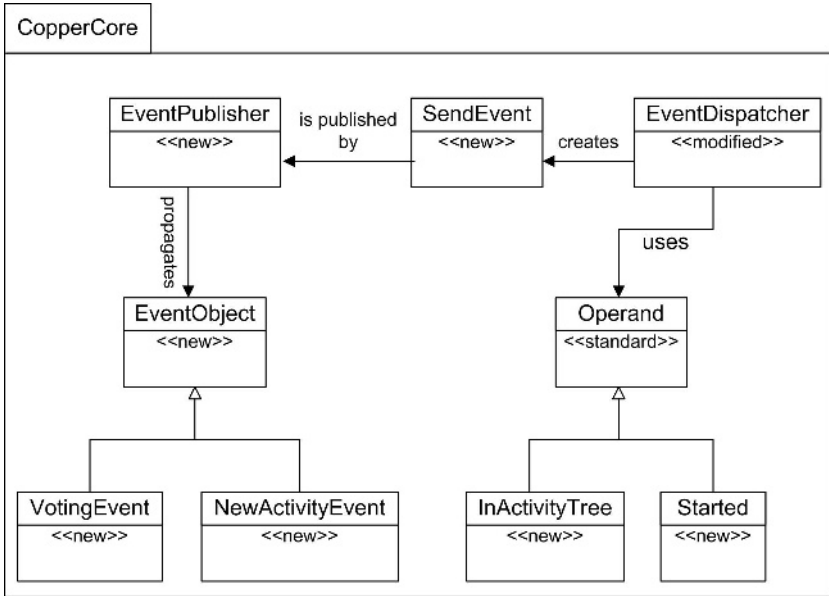 CopperCore
EventPublisher
<<new>>
is published
by
SendEvent
<<new>>
creates
EventDispatcher
<<modified>>
propagates
uses
EventObject
<<new>>
Operand
<<standard>>
VotingEvent
<<new>>
NewActivityEvent
<<new>>
InActivityTree
<<new>>
Started
<<new>>